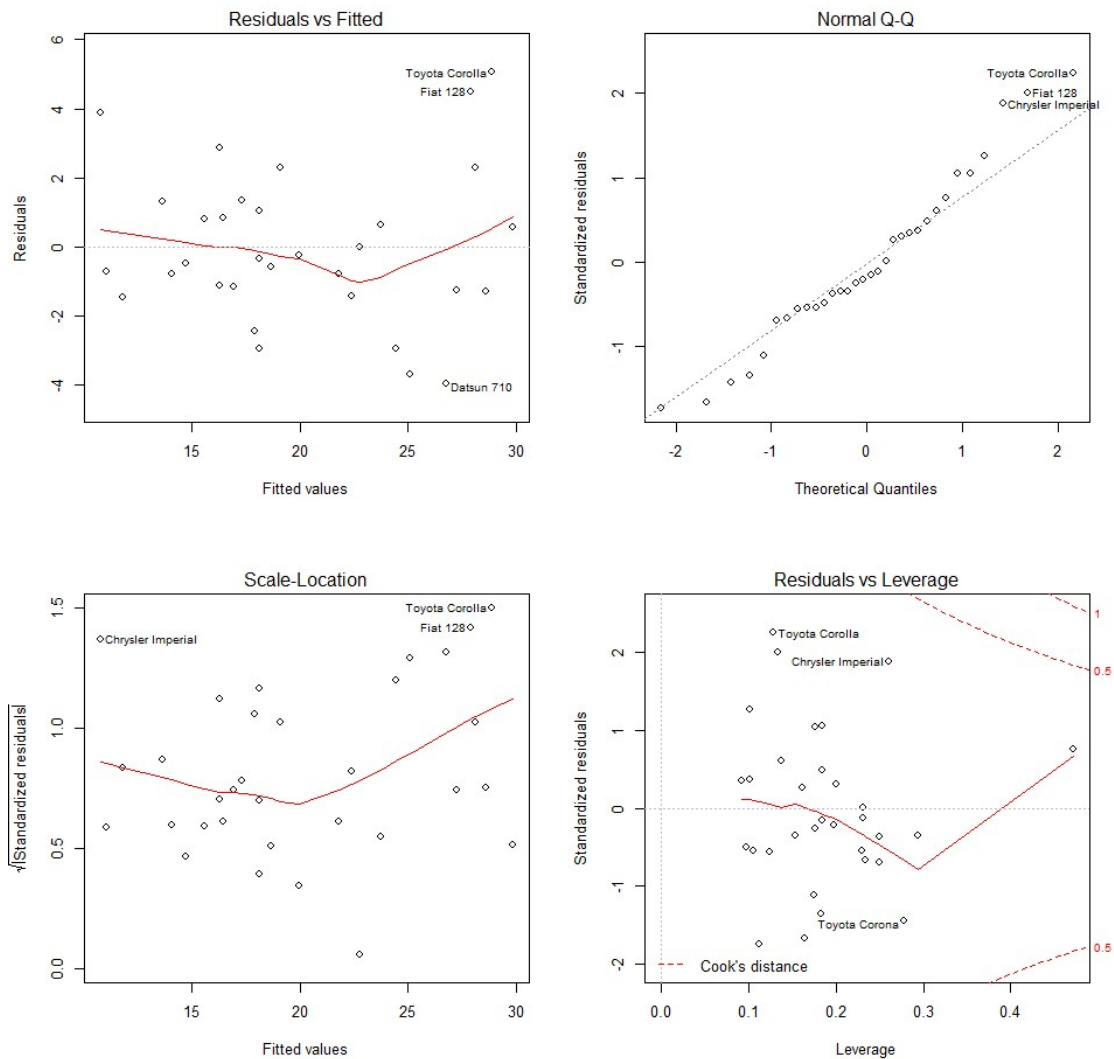 Residuals vs Fitted
Residuals
6
4
2
0
-2
-4
Toyota Corolla
Fiat 128
Datsun 710
15 20 25 30
Fitted values
Normal Q-Q
Standardized residuals
2
1
0
-1
Toyota Corolla
Fiat 128
Chrysler Imperial
-2 -1 0 1 2
Theoretical Quantiles
Scale-Location
√|Standardized residuals|
1.5
1.0
0.5
0.0
Toyota Corolla
Fiat 128
Chrysler Imperial
15 20 25 30
Fitted values
Residuals vs Leverage
Standardized residuals
2
1
0
-1
-2
Toyota Corolla
Chrysler Imperial
Toyota Corona
1
0.5
0.5
Cook's distance
0.0 0.1 0.2 0.3 0.4
Leverage